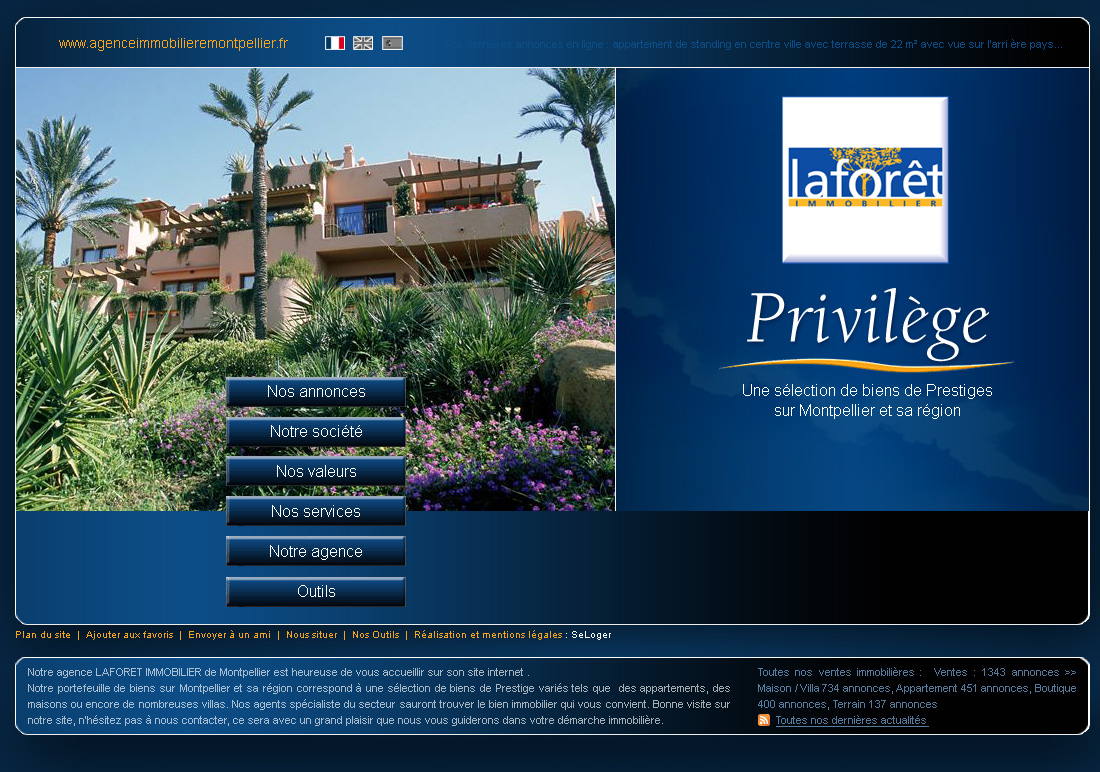 www.agenceimmobilieremontpellier.fr
Nos dernières annonces en ligne : appartement de standing en centre ville avec terrasse de 22 m² avec vue sur l'arri ère pays...
laforêt
IMMOBILIER
Privilège
Une sélection de biens de Prestiges
sur Montpellier et sa région
Nos annonces
Notre société
Nos valeurs
Nos services
Notre agence
Outils
Plan du site | Ajouter aux favoris | Envoyer à un ami | Nous situer | Nos Outils | Réalisation et mentions légales : SeLoger
Notre agence LAFORET IMMOBILIER de Montpellier est heureuse de vous accueillir sur son site internet .
Notre portefeuille de biens sur Montpellier et sa région correspond à une sélection de biens de Prestige variés tels que des appartements, des
maisons ou encore de nombreuses villas. Nos agents spécialiste du secteur sauront trouver le bien immobilier qui vous convient. Bonne visite sur
notre site, n'hésitez pas à nous contacter, ce sera avec un grand plaisir que nous vous guiderons dans votre démarche immobilière.
Toutes nos ventes immobilières : Ventes : 1343 annonces >>
Maison / Villa 734 annonces, Appartement 451 annonces, Boutique
400 annonces, Terrain 137 annonces
Toutes nos dernières actualités